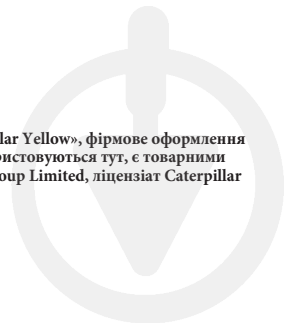 lar Yellow», фірмове оформлення
ристовуються тут, є товарними
oup Limited, ліцензіат Caterpillar